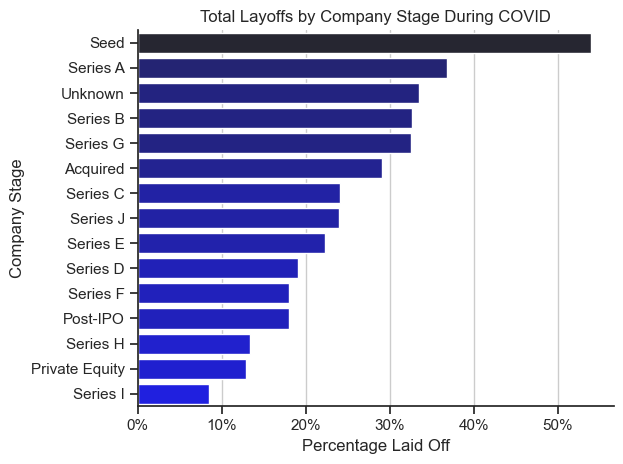 Total Layoffs by Company Stage During COVID
Company Stage
Seed
Series A
Unknown
Series B
Series G
Acquired
Series C
Series J
Series E
Series D
Series F
Post-IPO
Series H
Private Equity
Series I
0% 10% 20% 30% 40% 50%
Percentage Laid Off